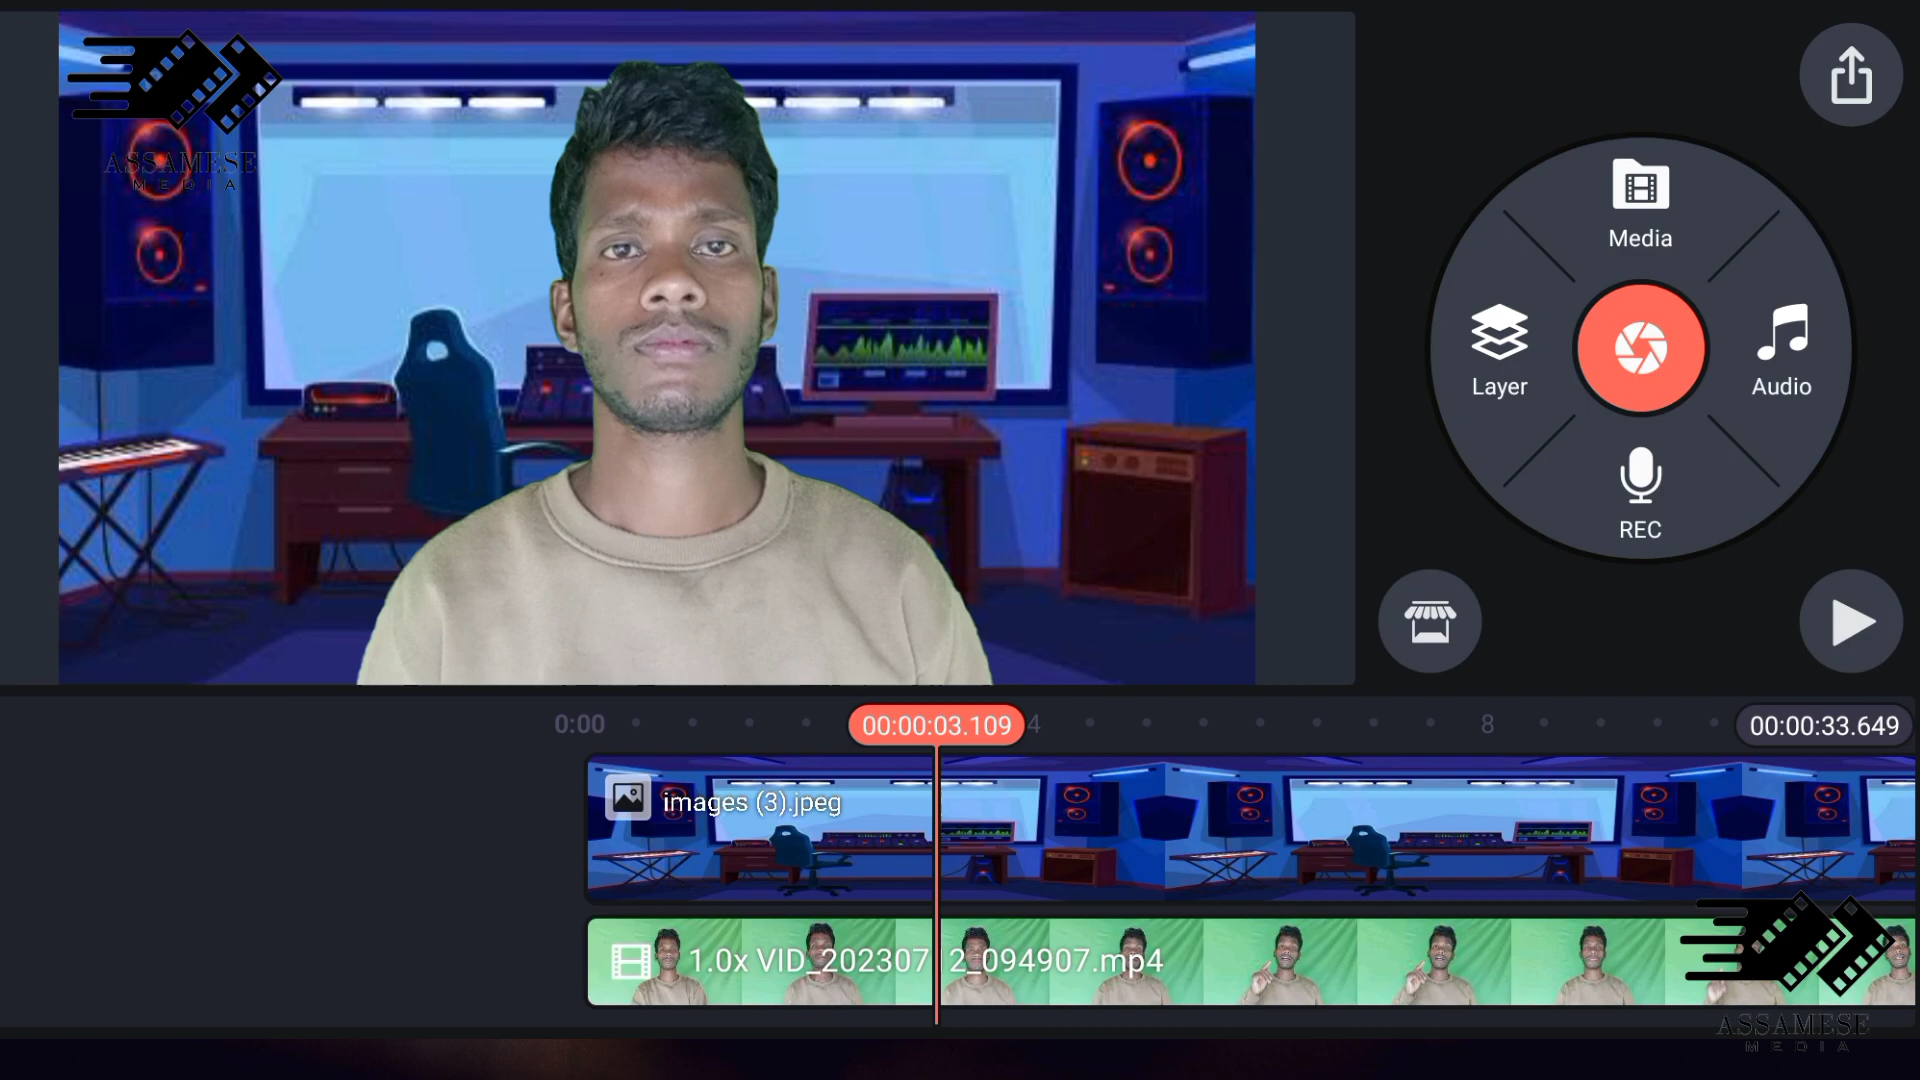 ASSAMESE
MEDIA
Media
Layer
Audio
REC
0:00
00:00:03.109
4
8
00:00:33.649
images (3).jpeg
1.0x VID_202307 2_094907.mp4
ASSAMESE
MEDIA